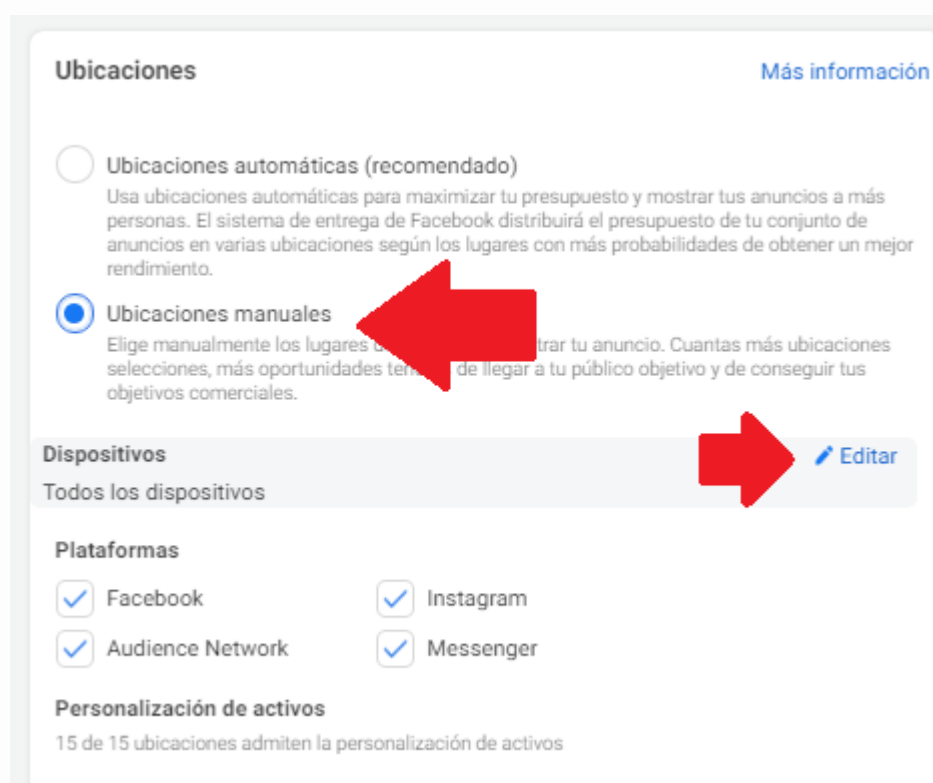 Ubicaciones
Más información
Ubicaciones automáticas (recomendado)
Usa ubicaciones automáticas para maximizar tu presupuesto y mostrar tus anuncios a más
personas. El sistema de entrega de Facebook distribuirá el presupuesto de tu conjunto de
anuncios en varias ubicaciones según los lugares con más probabilidades de obtener un mejor
rendimiento.
Ubicaciones manuales
Elige manualmente los lugares tu anuncio. Cuantas más ubicaciones
selecciones, más oportunidades de llegar a tu público objetivo y de conseguir tus
objetivos comerciales.
Dispositivos
Editar
Todos los dispositivos
Plataformas
Facebook
Instagram
Audience Network
Messenger
Personalización de activos
15 de 15 ubicaciones admiten la personalización de activos